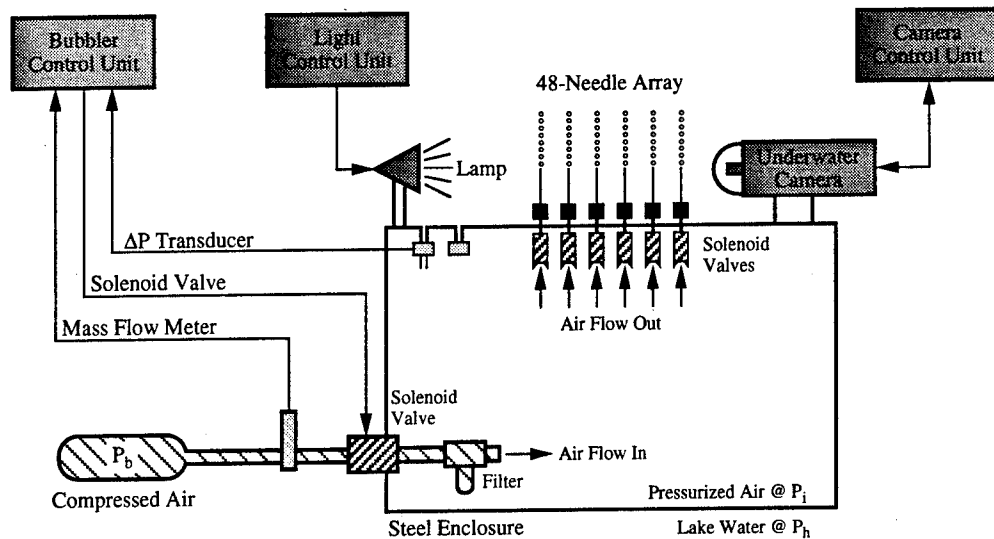 Bubbler
Control Unit
Light
Control Unit
Camera
Control Unit
48-Needle Array
Lamp
Underwater
Camera
ΔP Transducer
Solenoid
Valves
Solenoid Valve
Air Flow Out
Mass Flow Meter
Solenoid
Valve
P_b
Air Flow In
Filter
Compressed Air
Pressurized Air @ P_i
Steel Enclosure
Lake Water @ P_h